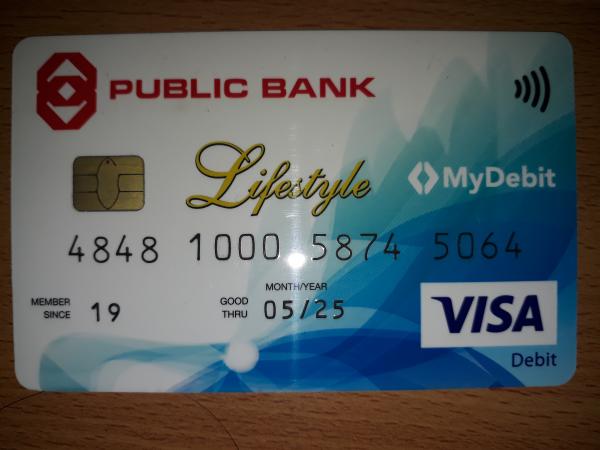 PUBLIC BANK
Lifestyle
MyDebit
4848 1000 5874 5064
MONTH/YEAR
MEMBER SINCE 19 GOOD THRU 05/25
VISA
Debit